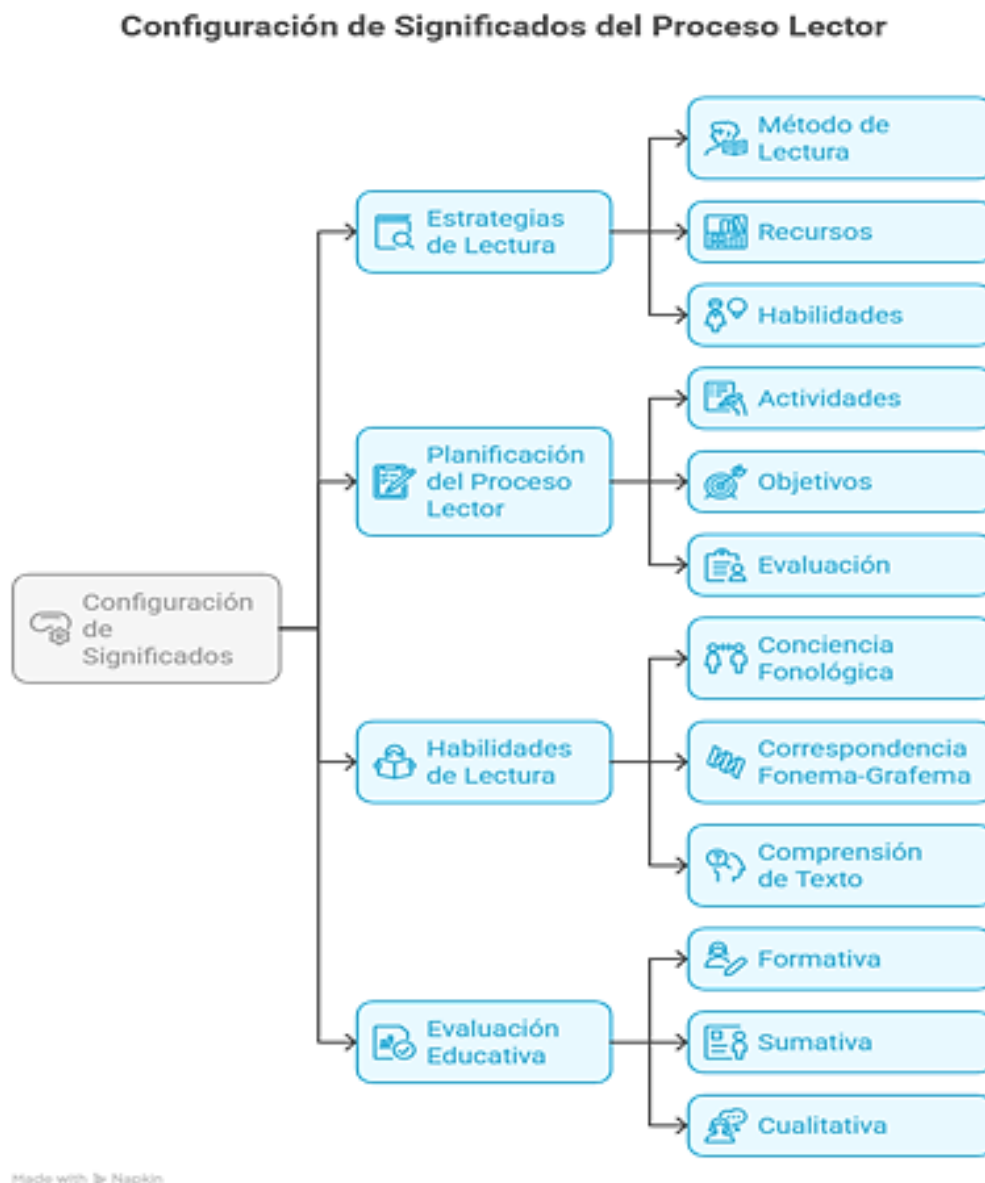 Configuración de Significados del Proceso Lector
Configuración
de
Significados
Estrategias
de Lectura
Método de
Lectura
Recursos
Habilidades
Planificación
del Proceso
Lector
Actividades
Objetivos
Evaluación
Habilidades
de Lectura
Conciencia
Fonológica
Correspondencia
Fonema-Grafema
Comprensión
de Texto
Evaluación
Educativa
Formativa
Sumativa
Cualitativa
Made with Napkin